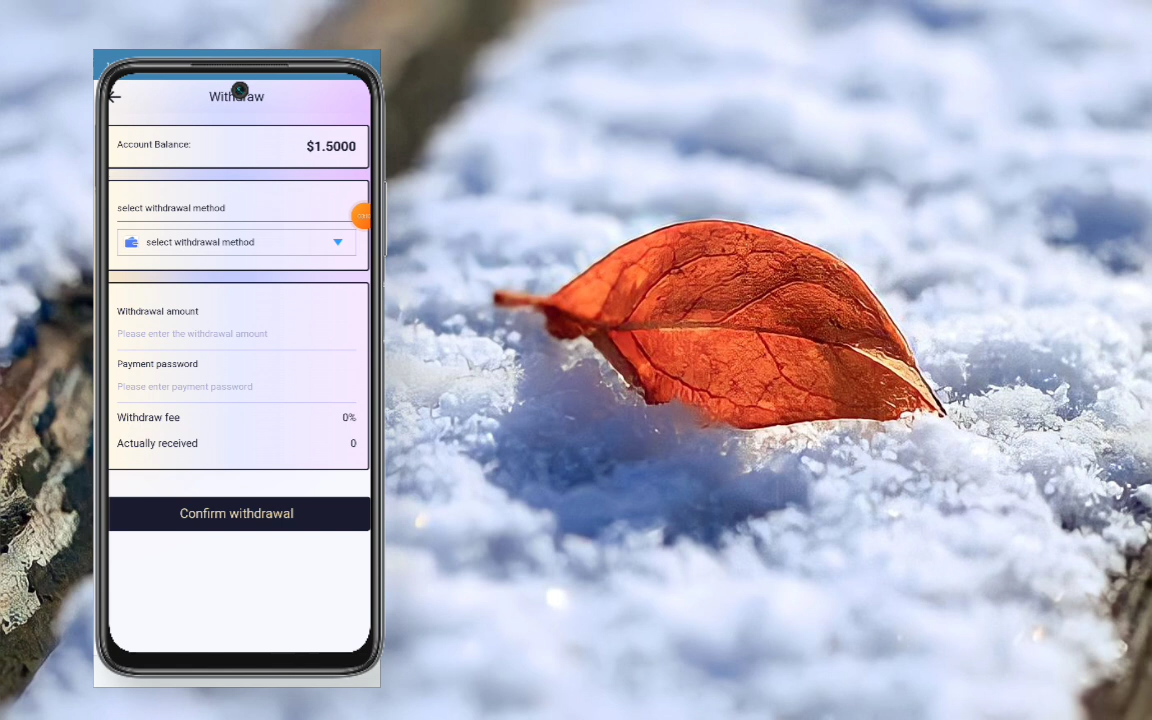 Withdraw
Account Balance:
$1.5000
select withdrawal method
select withdrawal method
Withdrawal amount
Please enter the withdrawal amount
Payment password
Please enter payment password
Withdraw fee
0%
Actually received
0
Confirm withdrawal